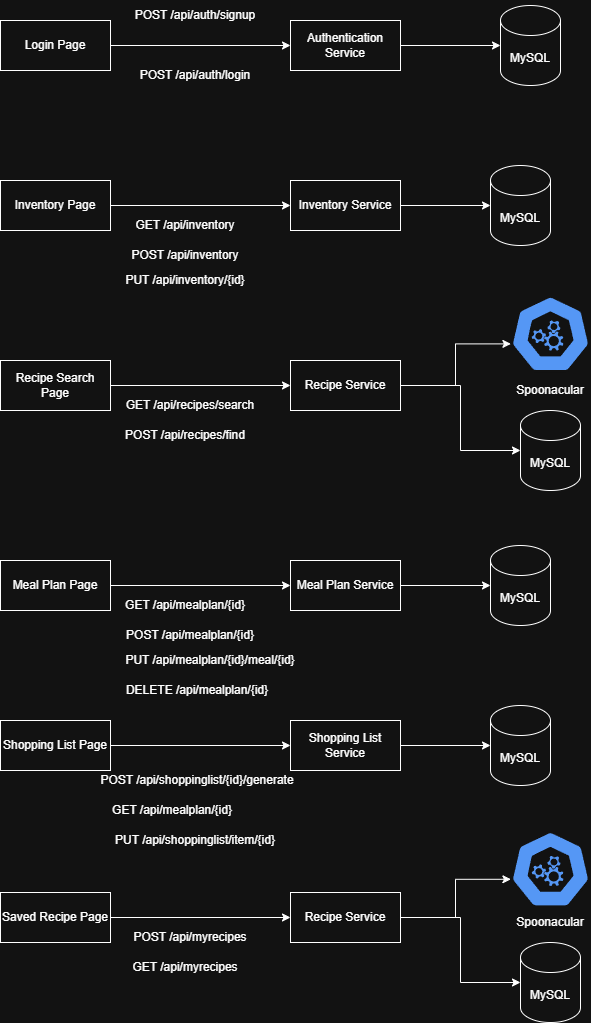 POST /api/auth/signup
Login Page
Authentication
Service
MySQL
POST /api/auth/login
Inventory Page
Inventory Service
MySQL
GET /api/inventory
POST /api/inventory
PUT /api/inventory/{id}
Recipe Search
Page
Recipe Service
Spoonacular
GET /api/recipes/search
POST /api/recipes/find
MySQL
Meal Plan Page
Meal Plan Service
MySQL
GET /api/mealplan/{id}
POST /api/mealplan/{id}
PUT /api/mealplan/{id}/meal/{id}
DELETE /api/mealplan/{id}
Shopping List Page
Shopping List
Service
MySQL
POST /api/shoppinglist/{id}/generate
GET /api/mealplan/{id}
PUT /api/shoppinglist/item/{id}
Saved Recipe Page
Recipe Service
Spoonacular
POST /api/myrecipes
GET /api/myrecipes
MySQL